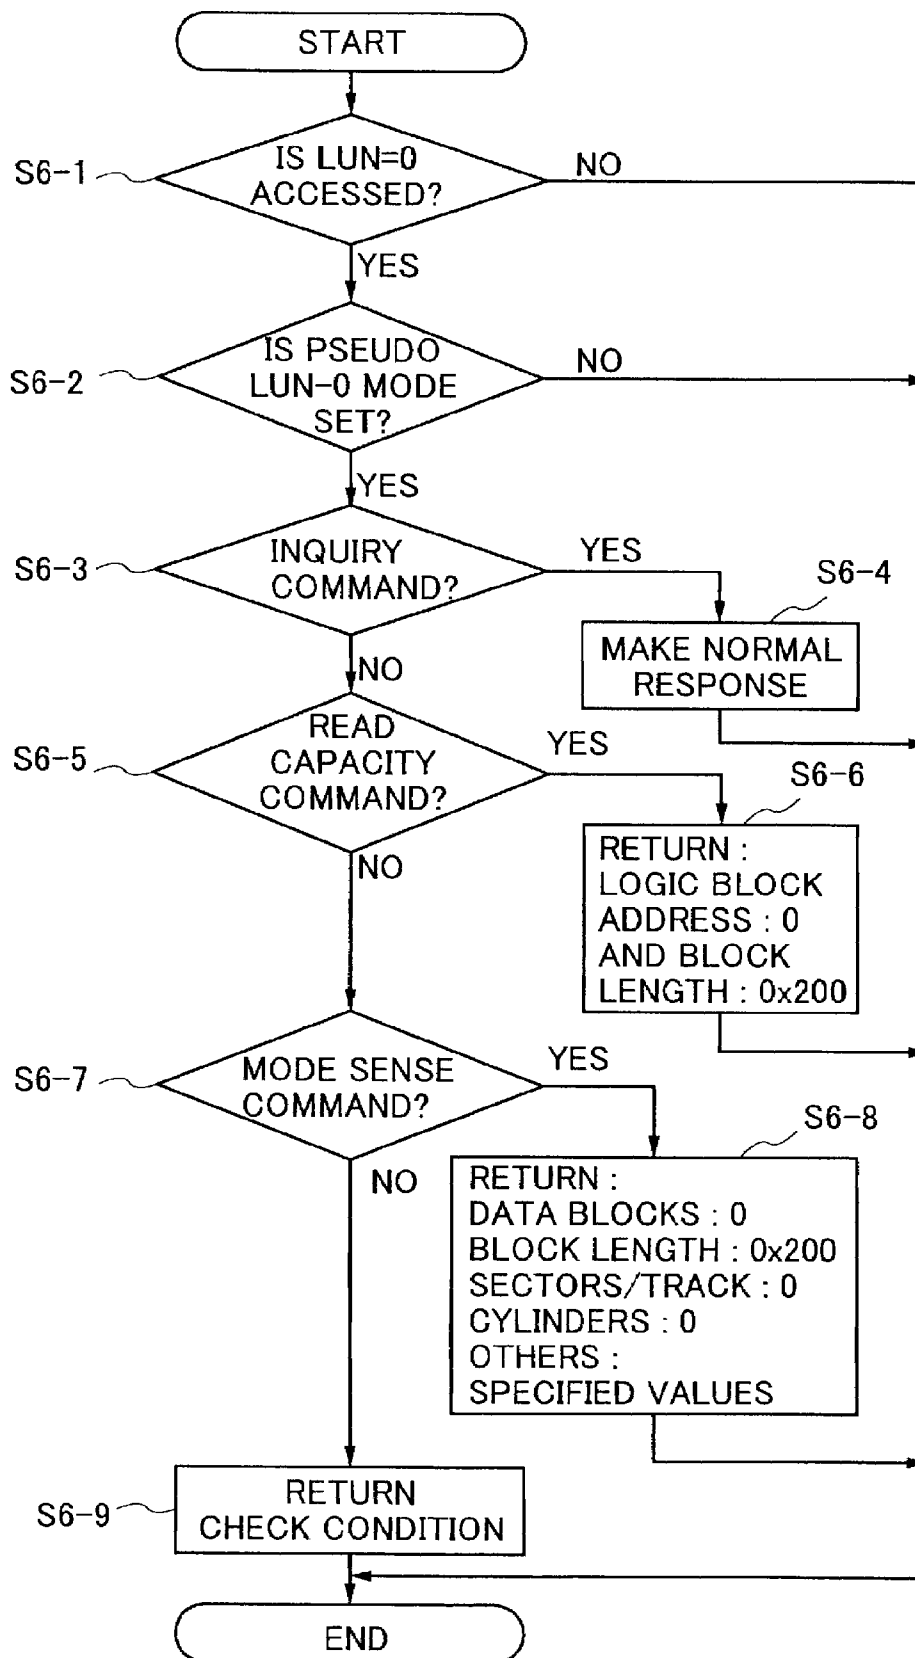 START
S6-1
IS LUN=0
ACCESSED?
NO
YES
S6-2
IS PSEUDO
LUN-0 MODE
SET?
NO
YES
S6-3
INQUIRY
COMMAND?
YES
S6-4
MAKE NORMAL
RESPONSE
NO
S6-5
READ
CAPACITY
COMMAND?
YES
S6-6
RETURN :
LOGIC BLOCK
ADDRESS : 0
AND BLOCK
LENGTH : 0x200
NO
S6-7
MODE SENSE
COMMAND?
YES
S6-8
RETURN :
DATA BLOCKS : 0
BLOCK LENGTH : 0x200
SECTORS/TRACK : 0
CYLINDERS : 0
OTHERS :
SPECIFIED VALUES
NO
S6-9
RETURN
CHECK CONDITION
END